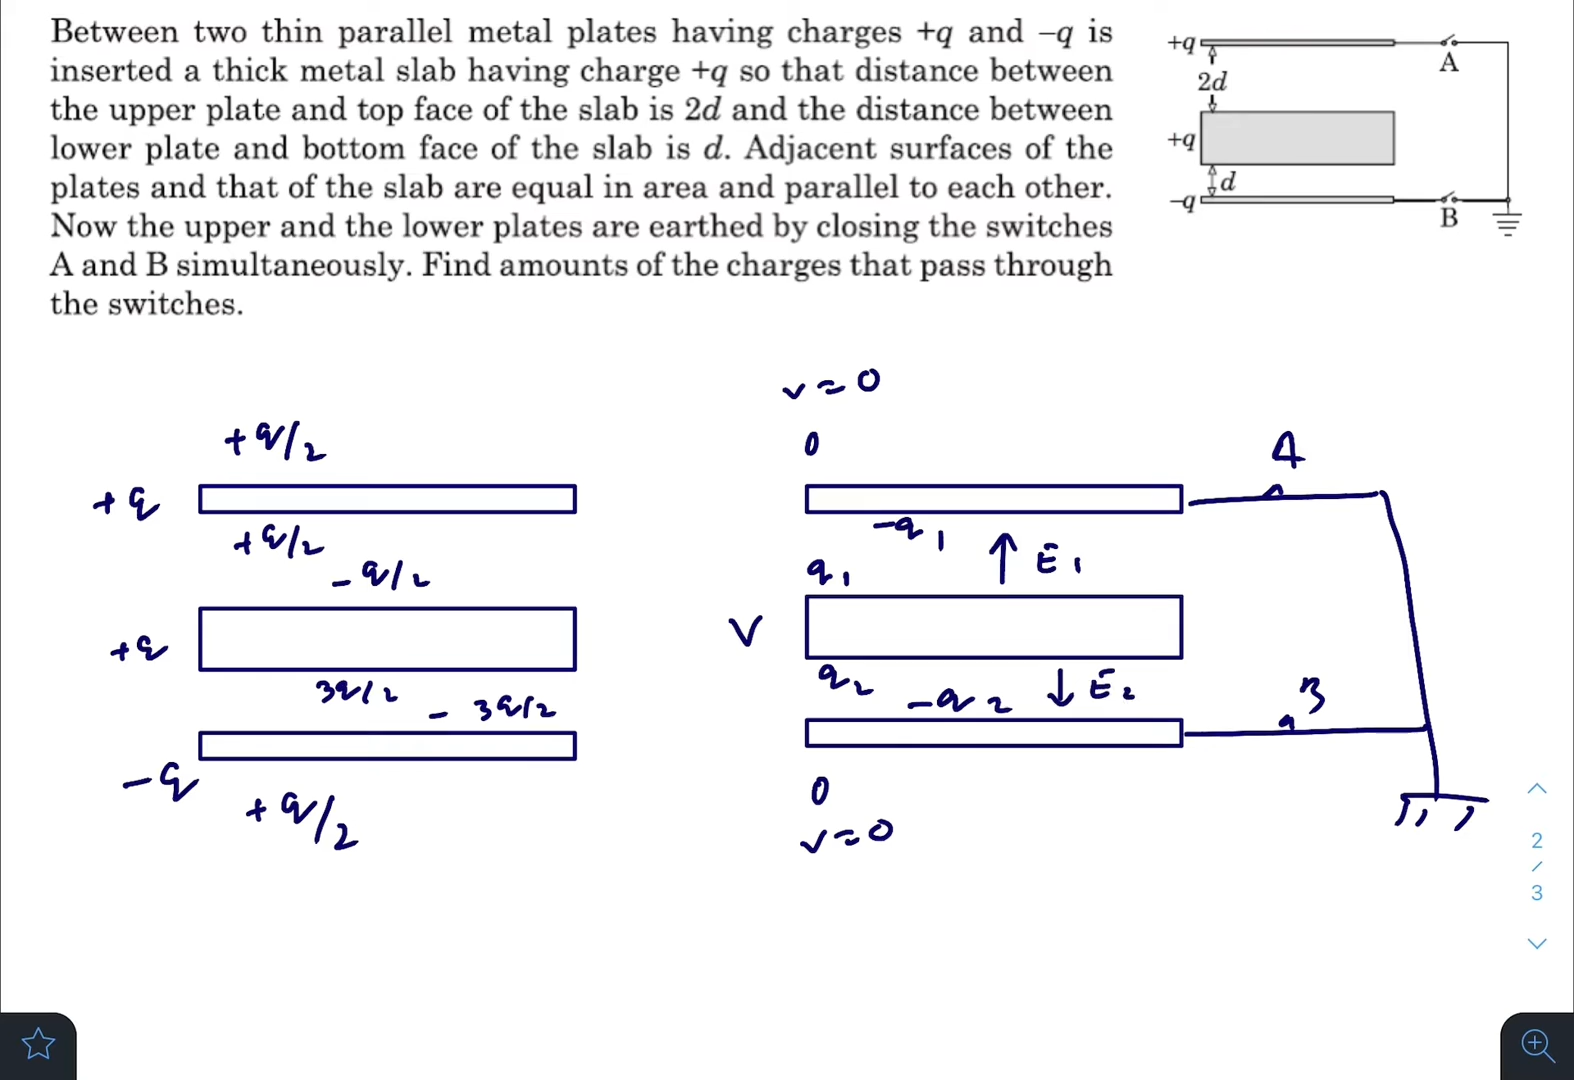 Between two thin parallel metal plates having charges +q and –q is
inserted a thick metal slab having charge +q so that distance between
the upper plate and top face of the slab is 2d and the distance between
lower plate and bottom face of the slab is d. Adjacent surfaces of the
plates and that of the slab are equal in area and parallel to each other.
Now the upper and the lower plates are earthed by closing the switches
A and B simultaneously. Find amounts of the charges that pass through
the switches.
+q
A
2d
+q
d
–q
B
+q/2
+q
+q/2
-q/2
+q
3q/2
- 3q/2
-q
+q/2
v=0
0
A
-q1
E1
q1
V
q2
-q2
E2
B
0
v=0
2
/
3